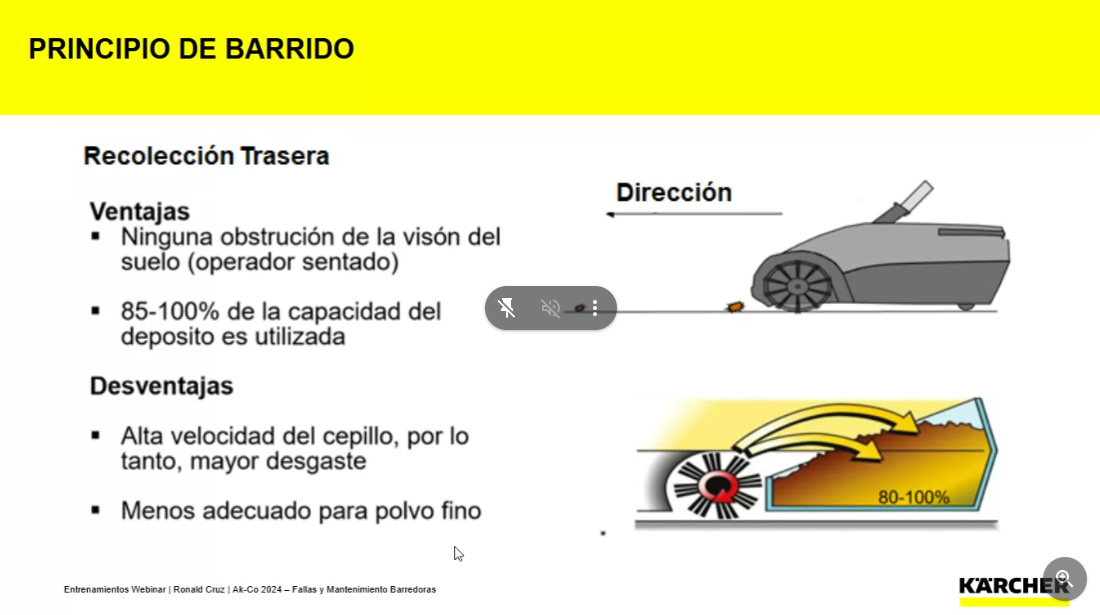 PRINCIPIO DE BARRIDO
Recolección Trasera
Ventajas
▪ Ninguna obstrución de la visón del
suelo (operador sentado)
▪ 85-100% de la capacidad del
deposito es utilizada
Desventajas
▪ Alta velocidad del cepillo, por lo
tanto, mayor desgaste
▪ Menos adecuado para polvo fino
Dirección
80-100%
Entrenamientos Webinar | Ronald Cruz | Ak-Co 2024 – Fallas y Mantenimiento Barredoras
KÄRCHER